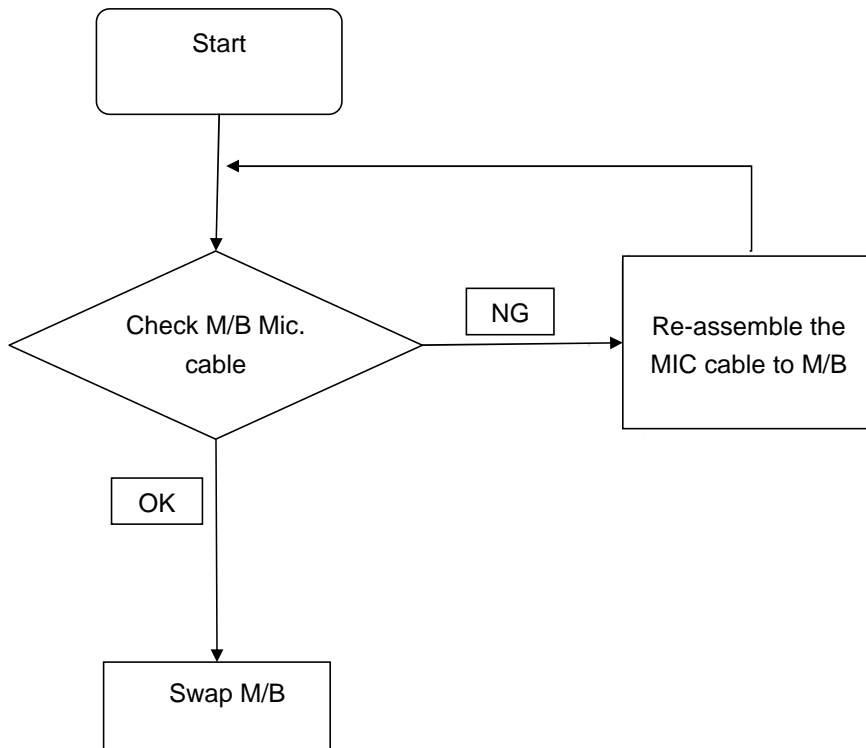 Start
Check M/B Mic.
cable
NG
Re-assemble the
MIC cable to M/B
OK
Swap M/B